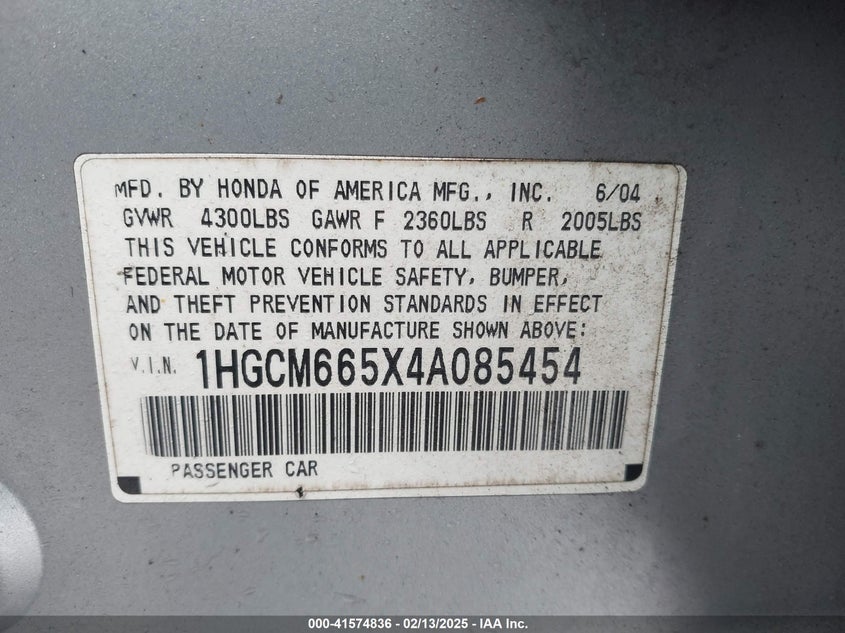 MFD. BY HONDA OF AMERICA MFG., INC. 6/04
GVWR 4300LBS GAWR F 2360LBS R 2005LBS
THIS VEHICLE CONFORMS TO ALL APPLICABLE
FEDERAL MOTOR VEHICLE SAFETY, BUMPER,
AND THEFT PREVENTION STANDARDS IN EFFECT
ON THE DATE OF MANUFACTURE SHOWN ABOVE:
V.I.N. 1HGCM665X4A085454
PASSENGER CAR
000-41574836 - 02/13/2025 - IAA Inc.